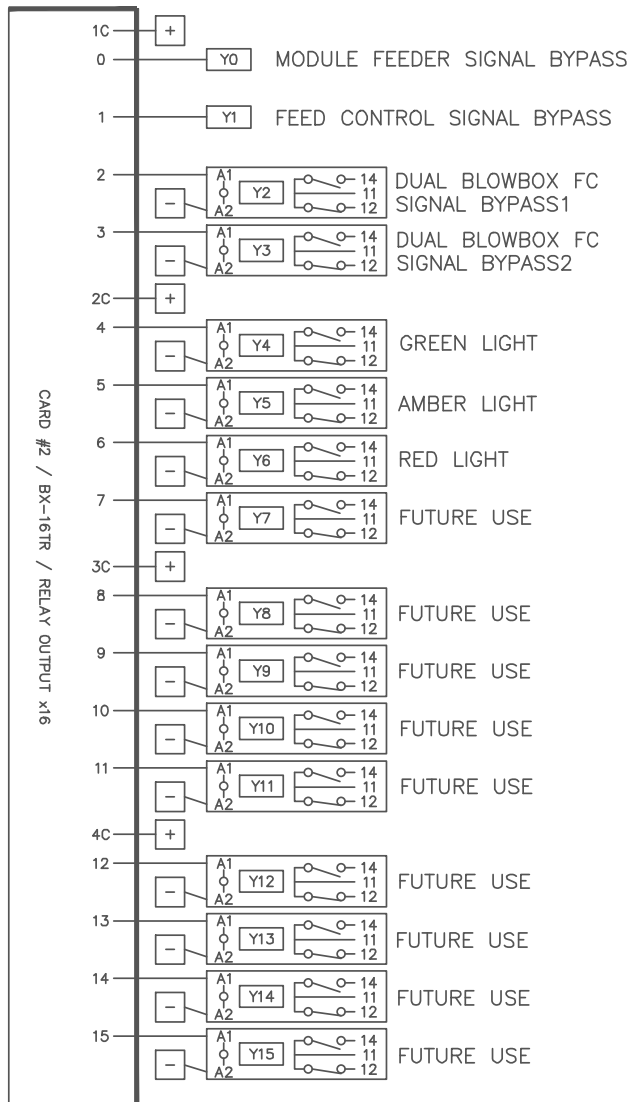 CARD #2 / BX-16TR / RELAY OUTPUT x16
1C +
0 Y0 MODULE FEEDER SIGNAL BYPASS
1 Y1 FEED CONTROL SIGNAL BYPASS
2 A1 14
− Y2 11 DUAL BLOWBOX FC
A2 12 SIGNAL BYPASS1
3 A1 14
− Y3 11 DUAL BLOWBOX FC
A2 12 SIGNAL BYPASS2
2C +
4 A1 14
− Y4 11 GREEN LIGHT
A2 12
5 A1 14
− Y5 11 AMBER LIGHT
A2 12
6 A1 14
− Y6 11 RED LIGHT
A2 12
7 A1 14
− Y7 11 FUTURE USE
A2 12
3C +
8 A1 14
− Y8 11 FUTURE USE
A2 12
9 A1 14
− Y9 11 FUTURE USE
A2 12
10 A1 14
− Y10 11 FUTURE USE
A2 12
11 A1 14
− Y11 11 FUTURE USE
A2 12
4C +
12 A1 14
− Y12 11 FUTURE USE
A2 12
13 A1 14
− Y13 11 FUTURE USE
A2 12
14 A1 14
− Y14 11 FUTURE USE
A2 12
15 A1 14
− Y15 11 FUTURE USE
A2 12